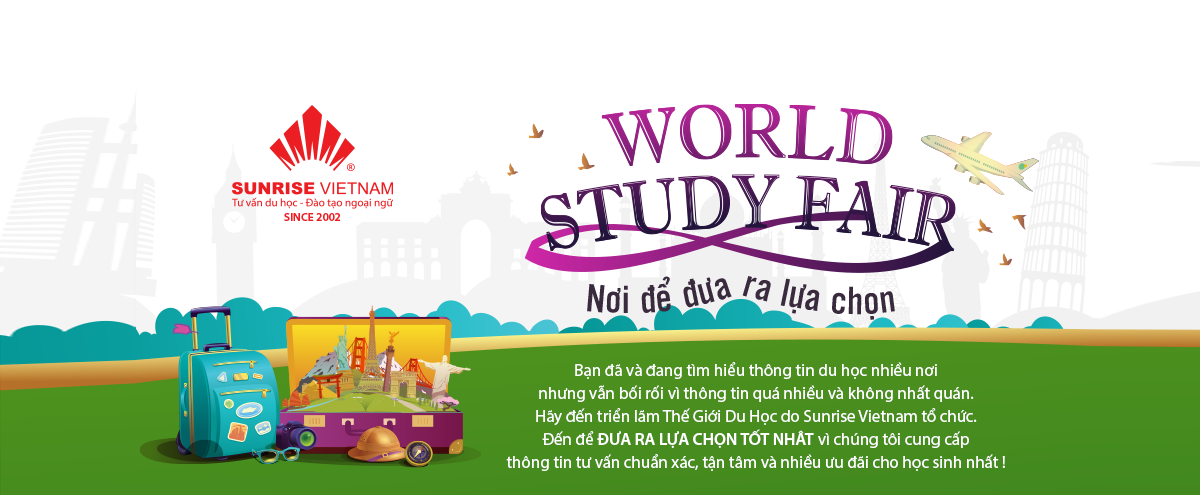 SUNRISE VIETNAM
Tư vấn du học - Đào tạo ngoại ngữ
SINCE 2002
WORLD
STUDY FAIR
Nơi để đưa ra lựa chọn
Bạn đã và đang tìm hiểu thông tin du học nhiều nơi
nhưng vẫn bối rối vì thông tin quá nhiều và không nhất quán.
Hãy đến triển lãm Thế Giới Du Học do Sunrise Vietnam tổ chức.
Đến để ĐƯA RA LỰA CHỌN TỐT NHÂT vì chúng tôi cung cấp
thông tin tư vấn chuẩn xác, tận tâm và nhiều ưu đãi cho học sinh nhất !